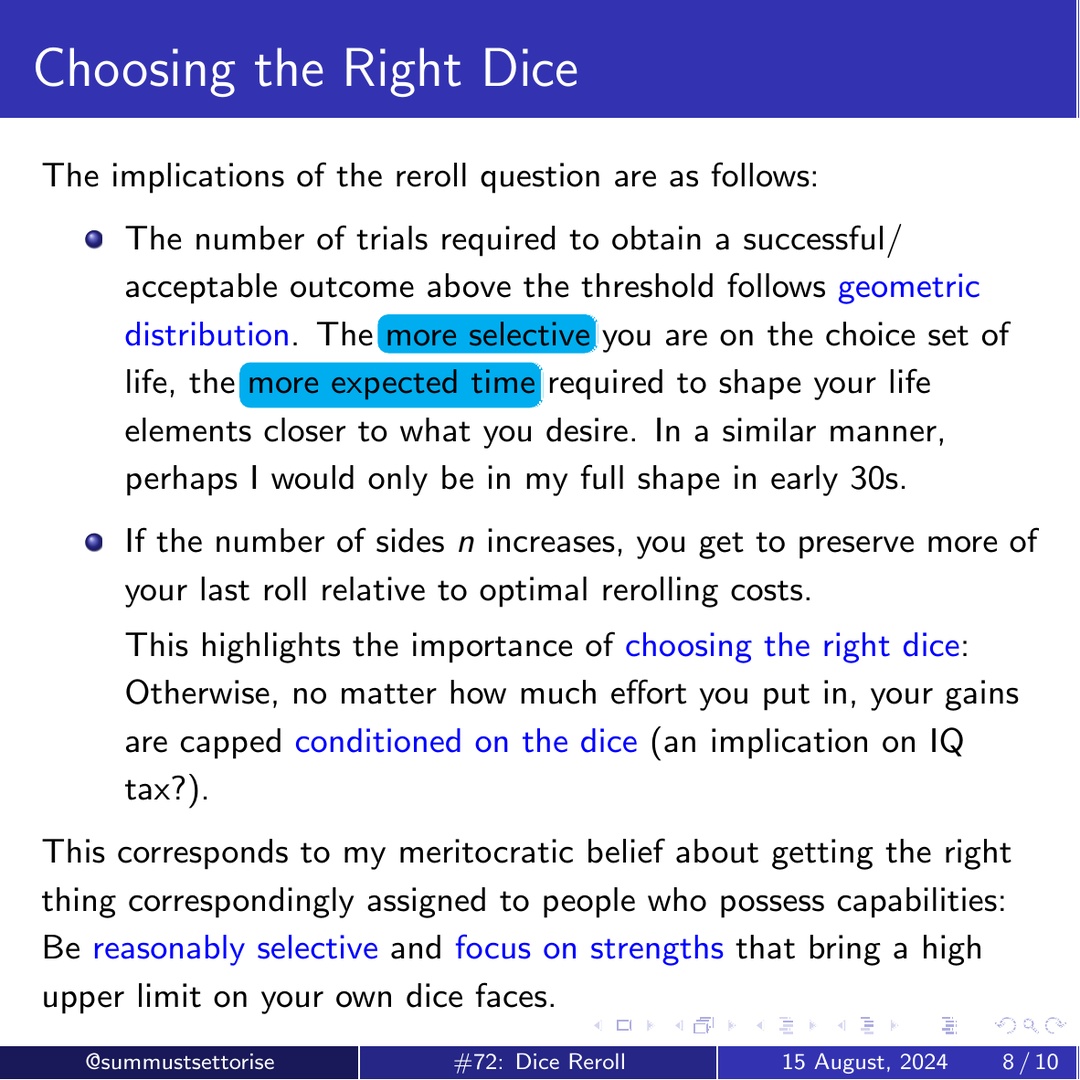 Choosing the Right Dice
The implications of the reroll question are as follows:
The number of trials required to obtain a successful/
acceptable outcome above the threshold follows geometric
distribution. The more selective you are on the choice set of
life, the more expected time required to shape your life
elements closer to what you desire. In a similar manner,
perhaps I would only be in my full shape in early 30s.
If the number of sides n increases, you get to preserve more of
your last roll relative to optimal rerolling costs.
This highlights the importance of choosing the right dice:
Otherwise, no matter how much effort you put in, your gains
are capped conditioned on the dice (an implication on IQ
tax?).
This corresponds to my meritocratic belief about getting the right
thing correspondingly assigned to people who possess capabilities:
Be reasonably selective and focus on strengths that bring a high
upper limit on your own dice faces.
@summustsettorise #72: Dice Reroll 15 August, 2024 8 / 10